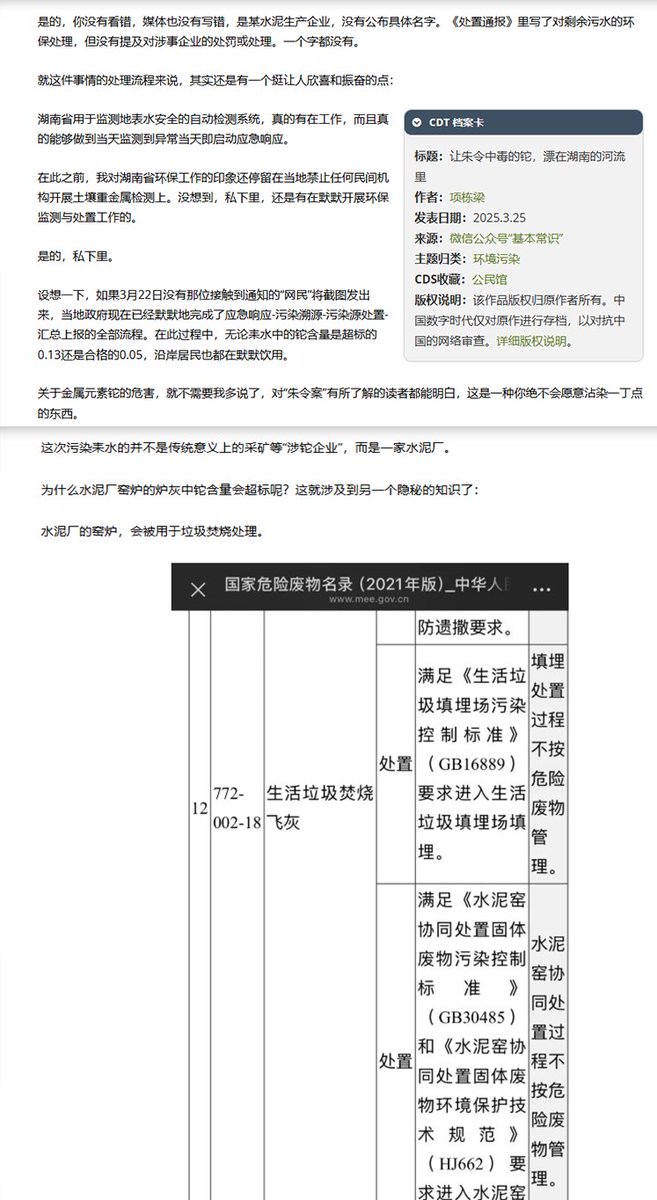 是的，你没有看错，媒体也没有写错，是某水泥生产企业，没有公布具体名字。《处置通报》里写了对剩余污水的环
保处理，但没有提及对涉事企业的处罚或处理。一个字都没有。
就这件事情的处理流程来说，其实还是有一个挺让人欣喜和振奋的点：
湖南省用于监测地表水安全的自动检测系统，真的有在工作，而且真
的能够做到当天监测到异常当天即启动应急响应。
在此之前，我对湖南省环保工作的印象还停留在当地禁止任何民间机
构开展土壤重金属检测上。没想到，私下里，还是有在默默开展环保
监测与处置工作的。
是的，私下里。
设想一下，如果3月22日没有那位接触到通知的“网民”将截图发出
来，当地政府现在已经默默地完成了应急响应-污染溯源-污染源处置-
汇总上报的全部流程。在此过程中，无论耒水中的铊含量是超标的
0.13还是合格的0.05，沿岸居民也都在默默饮用。
CDT 档案卡
标题：让朱令中毒的铊，漂在湖南的河流
里
作者：项栋梁
发表日期：2025.3.25
来源：微信公众号“基本常识”
主题归类：环境污染
CDS收藏：公民馆
版权说明：该作品版权归原作者所有。中
国数字时代仅对原作进行存档，以对抗中
国的网络审查。详细版权说明。
关于金属元素铊的危害，就不需要我多说了，对“朱令案”有所了解的读者都能明白，这是一种你绝不会愿意沾染一丁点
的东西。
这次污染耒水的并不是传统意义上的采矿等“涉铊企业”，而是一家水泥厂。
为什么水泥厂窑炉的炉灰中铊含量会超标呢？这就涉及到另一个隐秘的知识了：
水泥厂的窑炉，会被用于垃圾焚烧处理。
国家危险废物名录（2021年版）_中华人
www.mee.gov.cn
防遗撒要求。
12
772-
002-18
生活垃圾焚烧
飞灰
处置
满足《生活垃
圾填埋场污染
控制标准》
（GB16889）
要求进入生活
垃圾填埋场填
埋。
填埋
处置
过程
不按
危险
废物
管
理。
处置
满足《水泥窑
协同处置固体
废物污染控制
标准》
（GB30485）
和《水泥窑协
同处置固体废
物环境保护技
术规范》
（HJ662）要
求进入水泥窑
水泥
窑协
同处
置过
程不
按危
险废
物管
理。